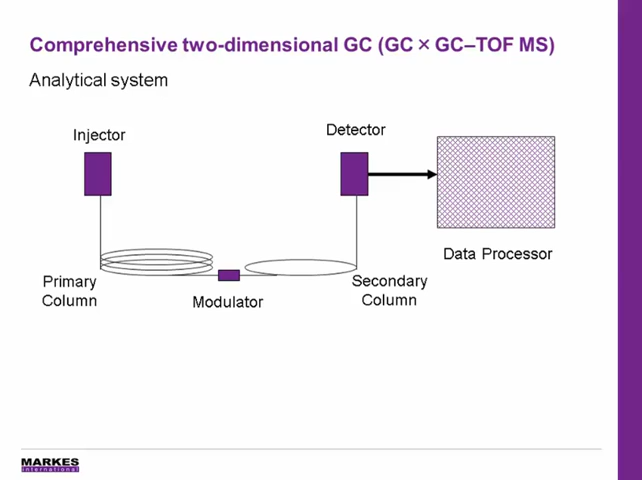 Comprehensive two-dimensional GC (GC × GC–TOF MS)
Analytical system
Injector
Detector
Data Processor
Primary
Column
Modulator
Secondary
Column
MARKES
international